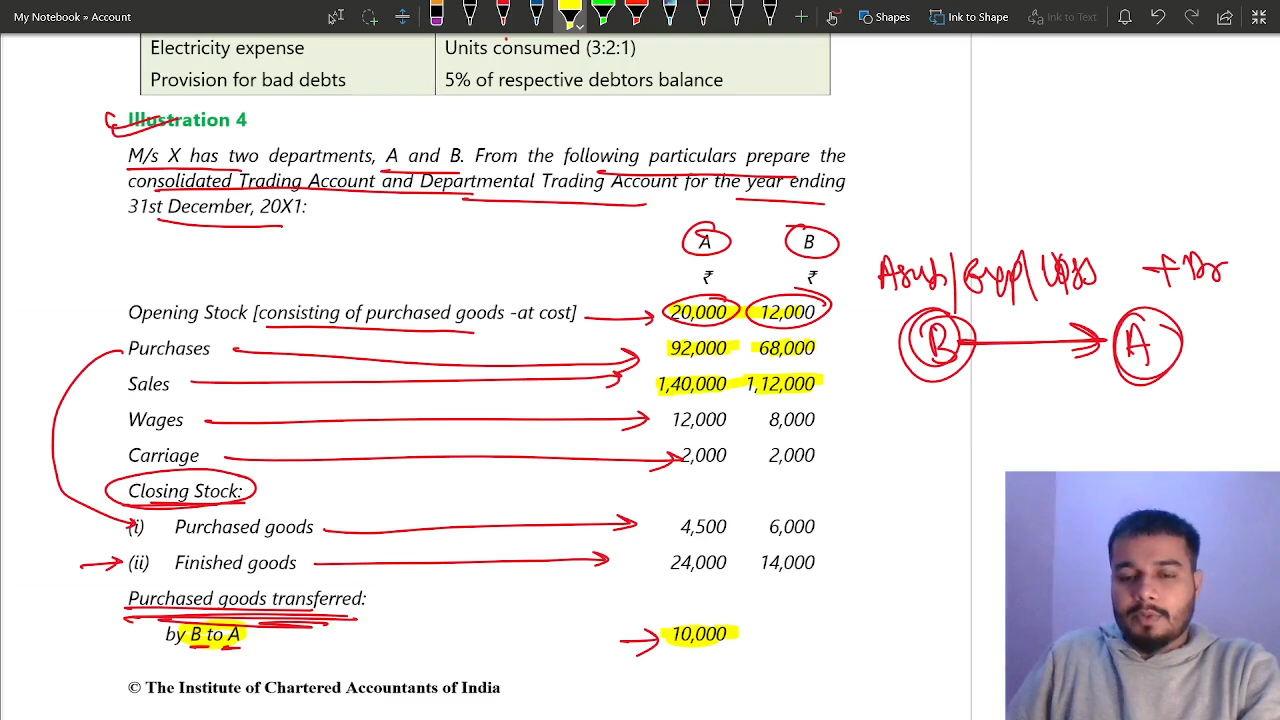 My Notebook » Account
Shapes
Ink to Shape
Ink to Text
Electricity expense Units consumed (3:2:1)
Provision for bad debts 5% of respective debtors balance
Illustration 4
M/s X has two departments, A and B. From the following particulars prepare the
consolidated Trading Account and Departmental Trading Account for the year ending
31st December, 20X1:
A B
₹ ₹
Opening Stock [consisting of purchased goods -at cost] 20,000 12,000
Purchases 92,000 68,000
Sales 1,40,000 1,12,000
Wages 12,000 8,000
Carriage 2,000 2,000
Closing Stock:
(i) Purchased goods 4,500 6,000
(ii) Finished goods 24,000 14,000
Purchased goods transferred:
by B to A 10,000
© The Institute of Chartered Accountants of India
+ Dr
B A